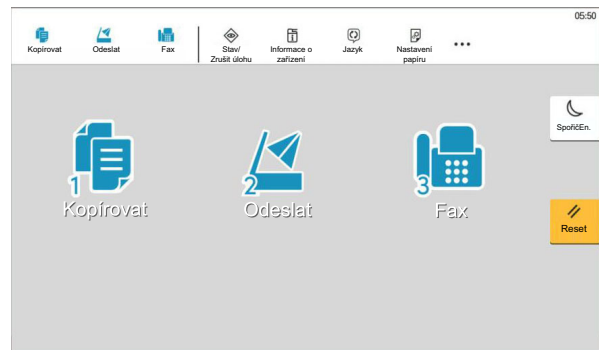 05:50
Kopírovat
Odeslat
Fax
Stav/
Zrušit úlohu
Informace o
zařízení
Jazyk
Nastavení
papíru
SpořičEn.
1
Kopírovat
2
Odeslat
3
Fax
Reset